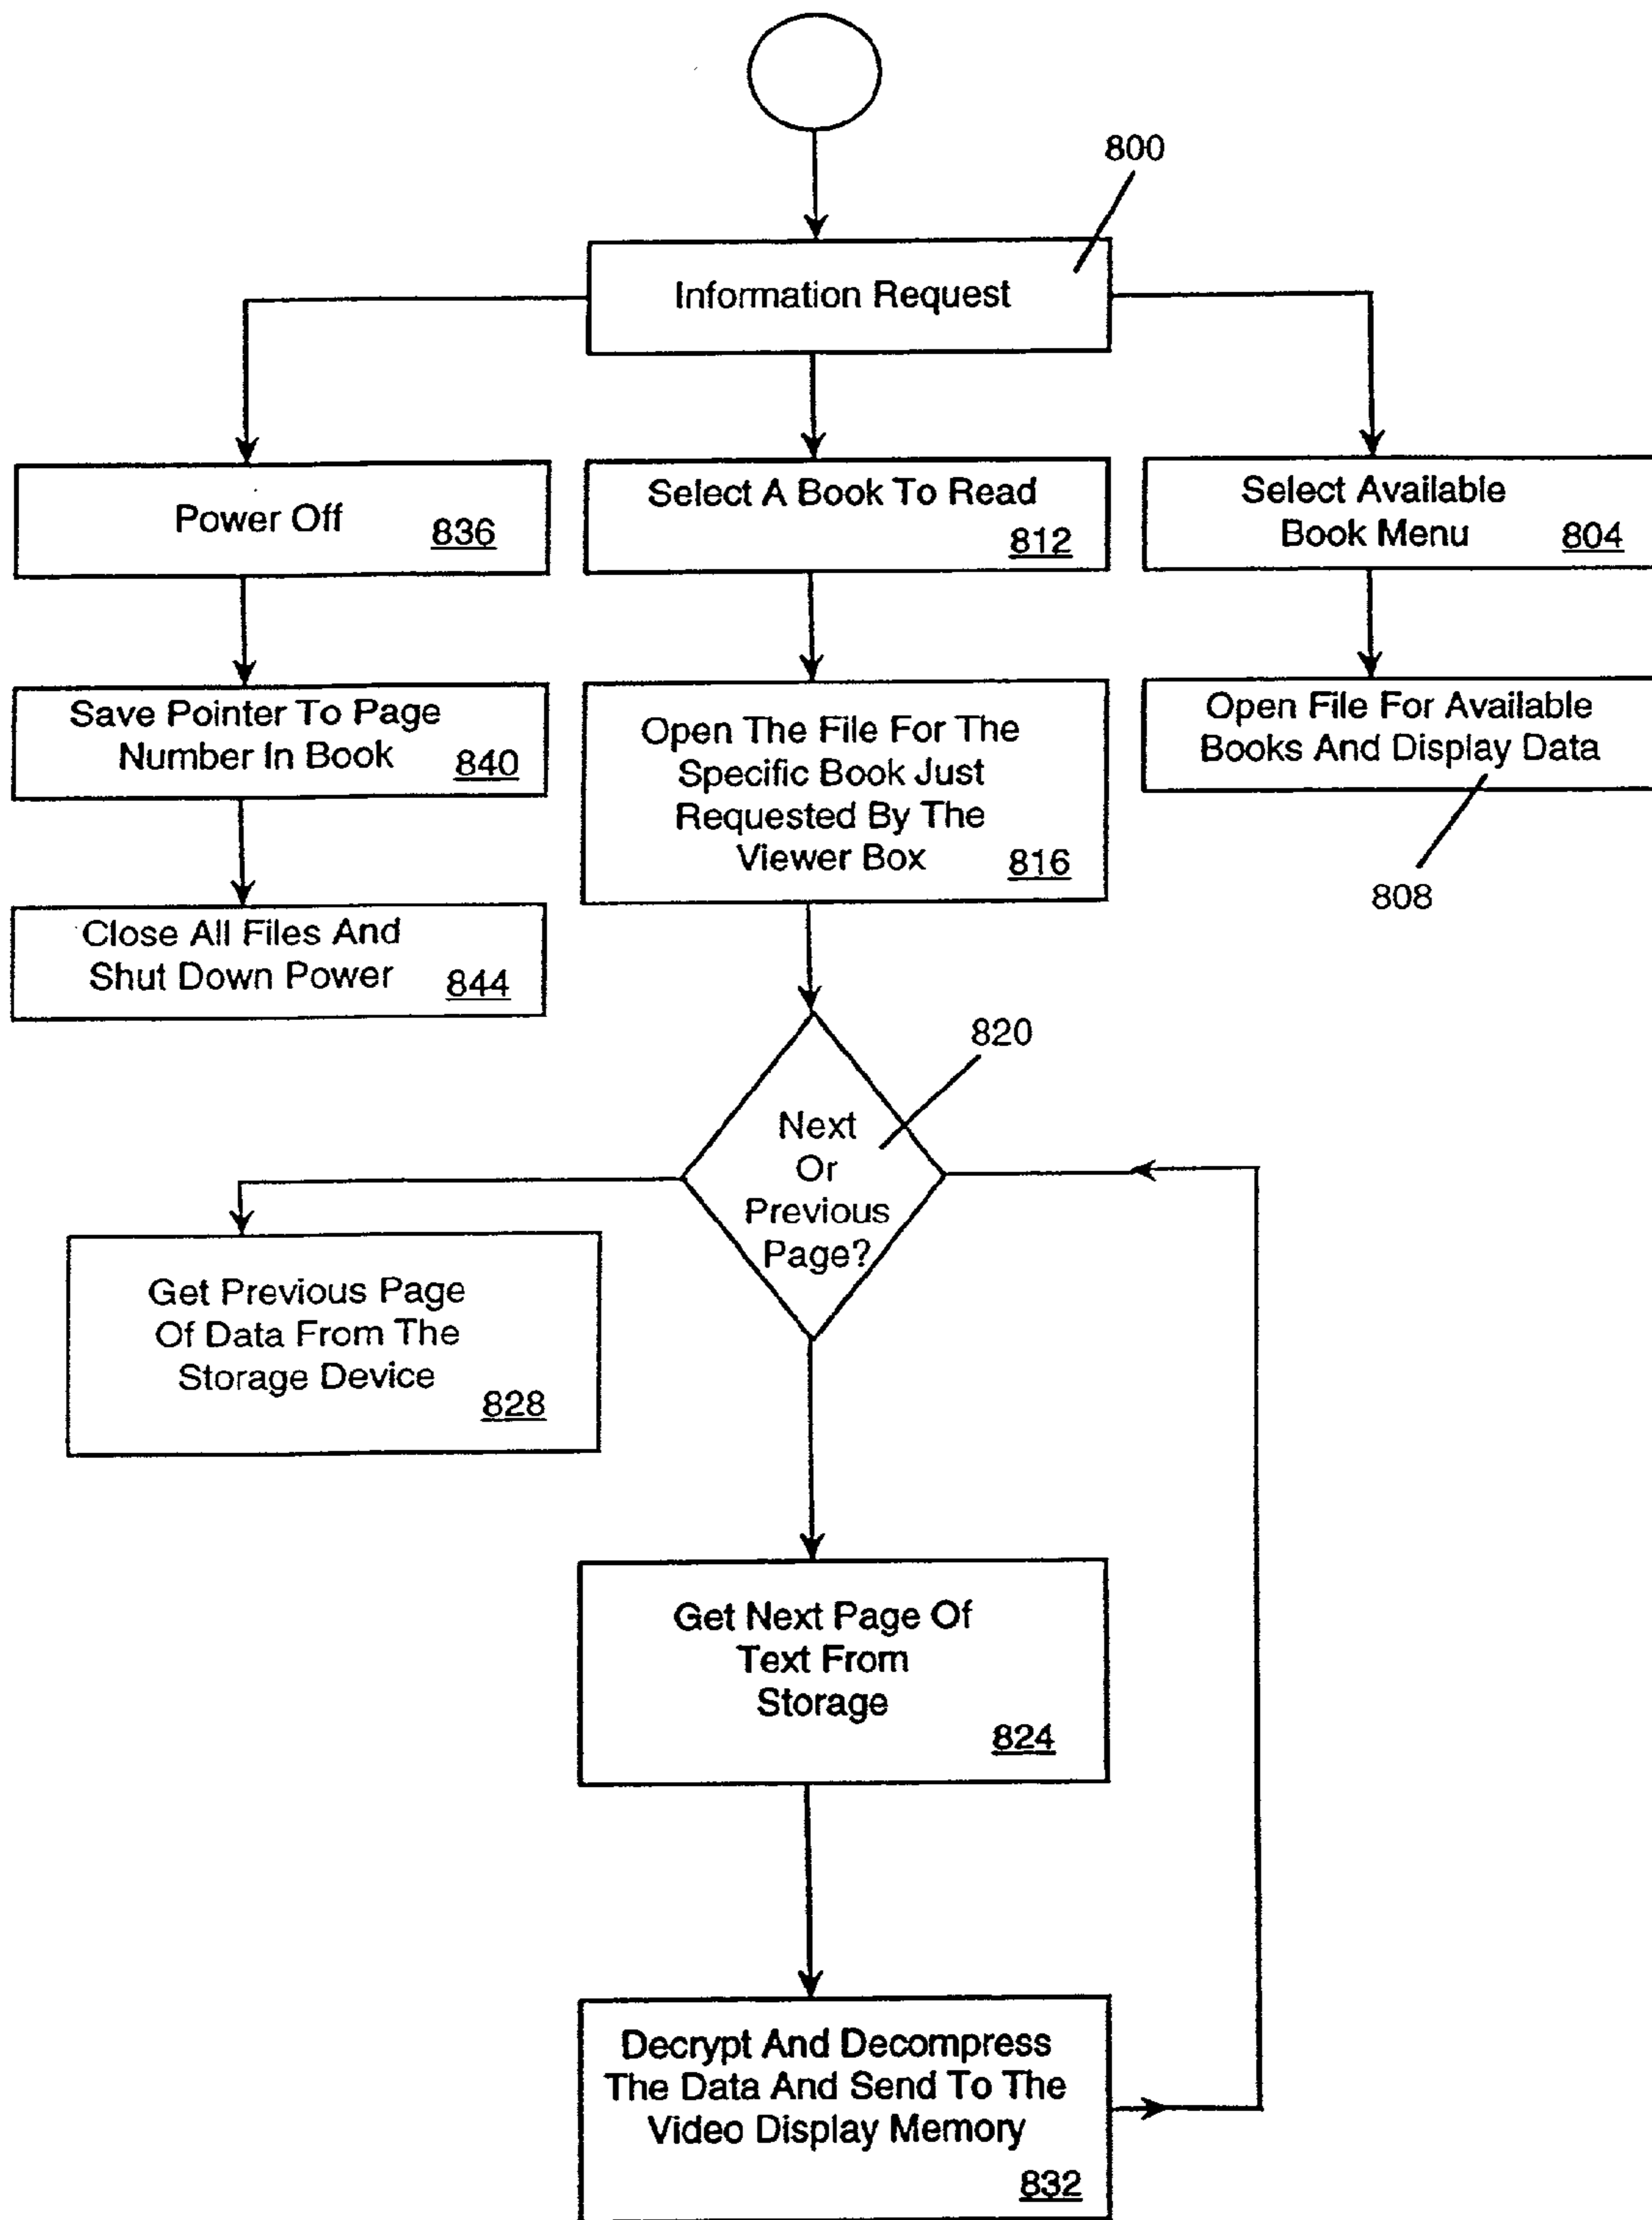 800
Information Request
Power Off
836
Select A Book To Read
812
Select Available
Book Menu
804
Save Pointer To Page
Number In Book
840
Open The File For The
Specific Book Just
Requested By The
Viewer Box
816
Open File For Available
Books And Display Data
808
Close All Files And
Shut Down Power
844
820
Next
Or
Previous
Page?
Get Previous Page
Of Data From The
Storage Device
828
Get Next Page Of
Text From
Storage
824
Decrypt And Decompress
The Data And Send To The
Video Display Memory
832